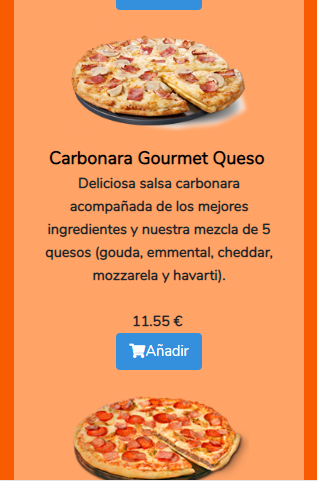 Carbonara Gourmet Queso
Deliciosa salsa carbonara
acompañada de los mejores
ingredientes y nuestra mezcla de 5
quesos (gouda, emmental, cheddar,
mozzarela y havarti).
11.55 €
Añadir